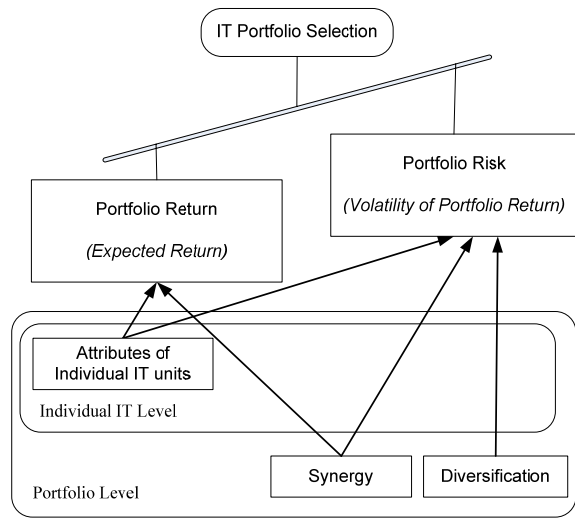 IT Portfolio Selection
Portfolio Return
(Expected Return)
Portfolio Risk
(Volatility of Portfolio Return)
Attributes of
Individual IT units
Individual IT Level
Synergy
Diversification
Portfolio Level